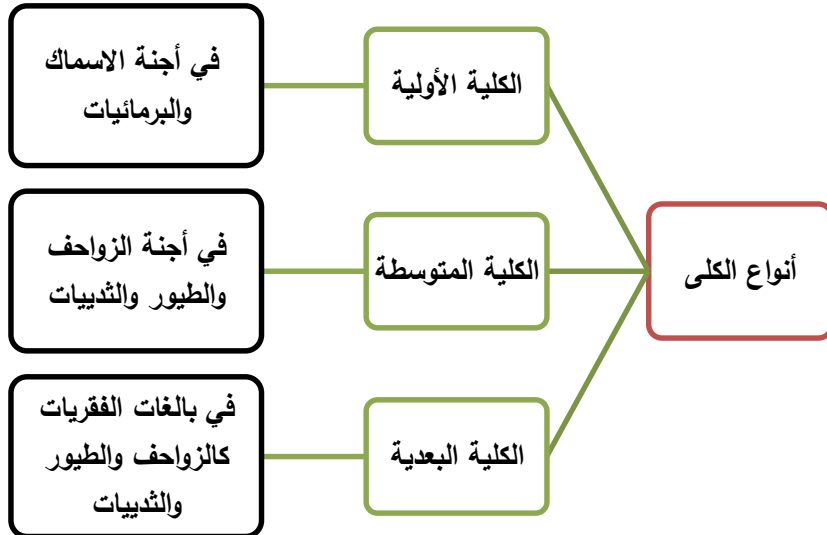 أنواع الكلى
الكلية الأولية
في أجنة الاسماك
والبرمائيات
الكلية المتوسطة
في أجنة الزواحف
والطيور والثدييات
الكلية البعدية
في بالغات الفقريات
كالزواحف والطيور
والثدييات